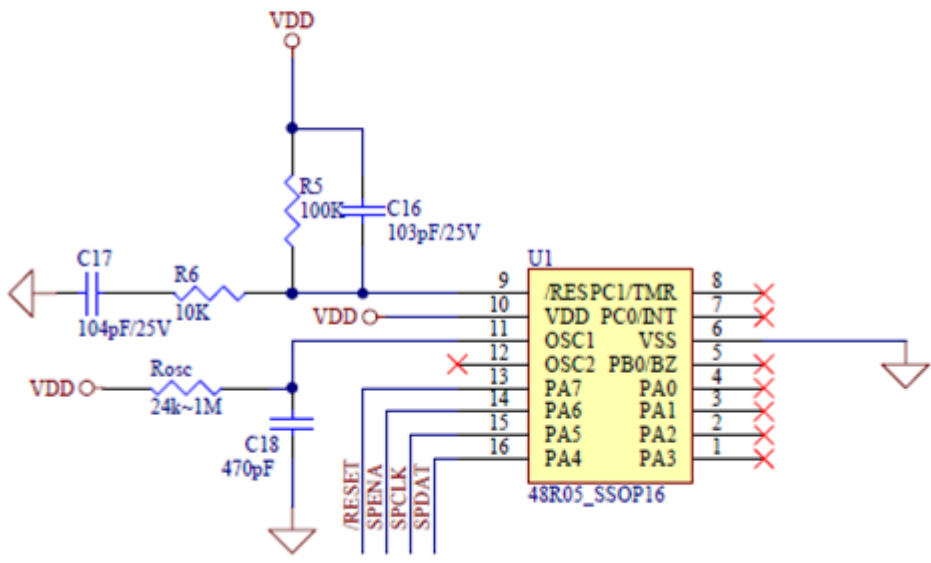 VDD
R5
100K
C16
103pF/25V
C17
104pF/25V
R6
10K
VDD
VDD
Rosc
24k~1M
C18
470pF
U1
9 /RES PC1/TMR 8
10 VDD PC0/INT 7
11 OSC1 VSS 6
12 OSC2 PB0/BZ 5
13 PA7 PA0 4
14 PA6 PA1 3
15 PA5 PA2 2
16 PA4 PA3 1
48R05_SSOP16
/RESET
SPENA
SPCLK
SPDAT